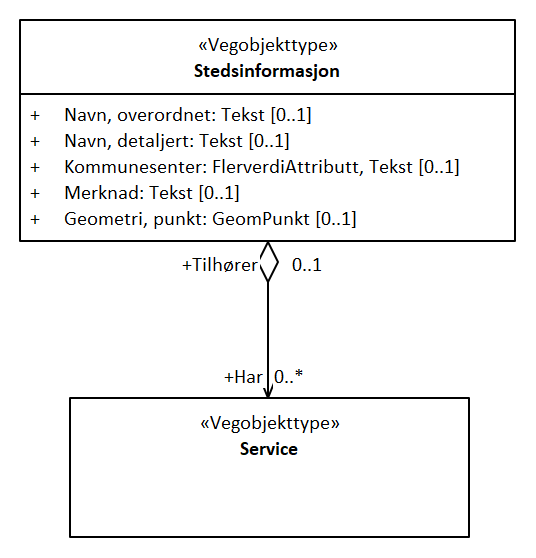 «Vegobjekttype»
Stedsinformasjon
+ Navn, overordnet: Tekst [0..1]
+ Navn, detaljert: Tekst [0..1]
+ Kommunesenter: FlerverdiAttributt, Tekst [0..1]
+ Merknad: Tekst [0..1]
+ Geometri, punkt: GeomPunkt [0..1]
+Tilhører 0..1
+Har 0..*
«Vegobjekttype»
Service